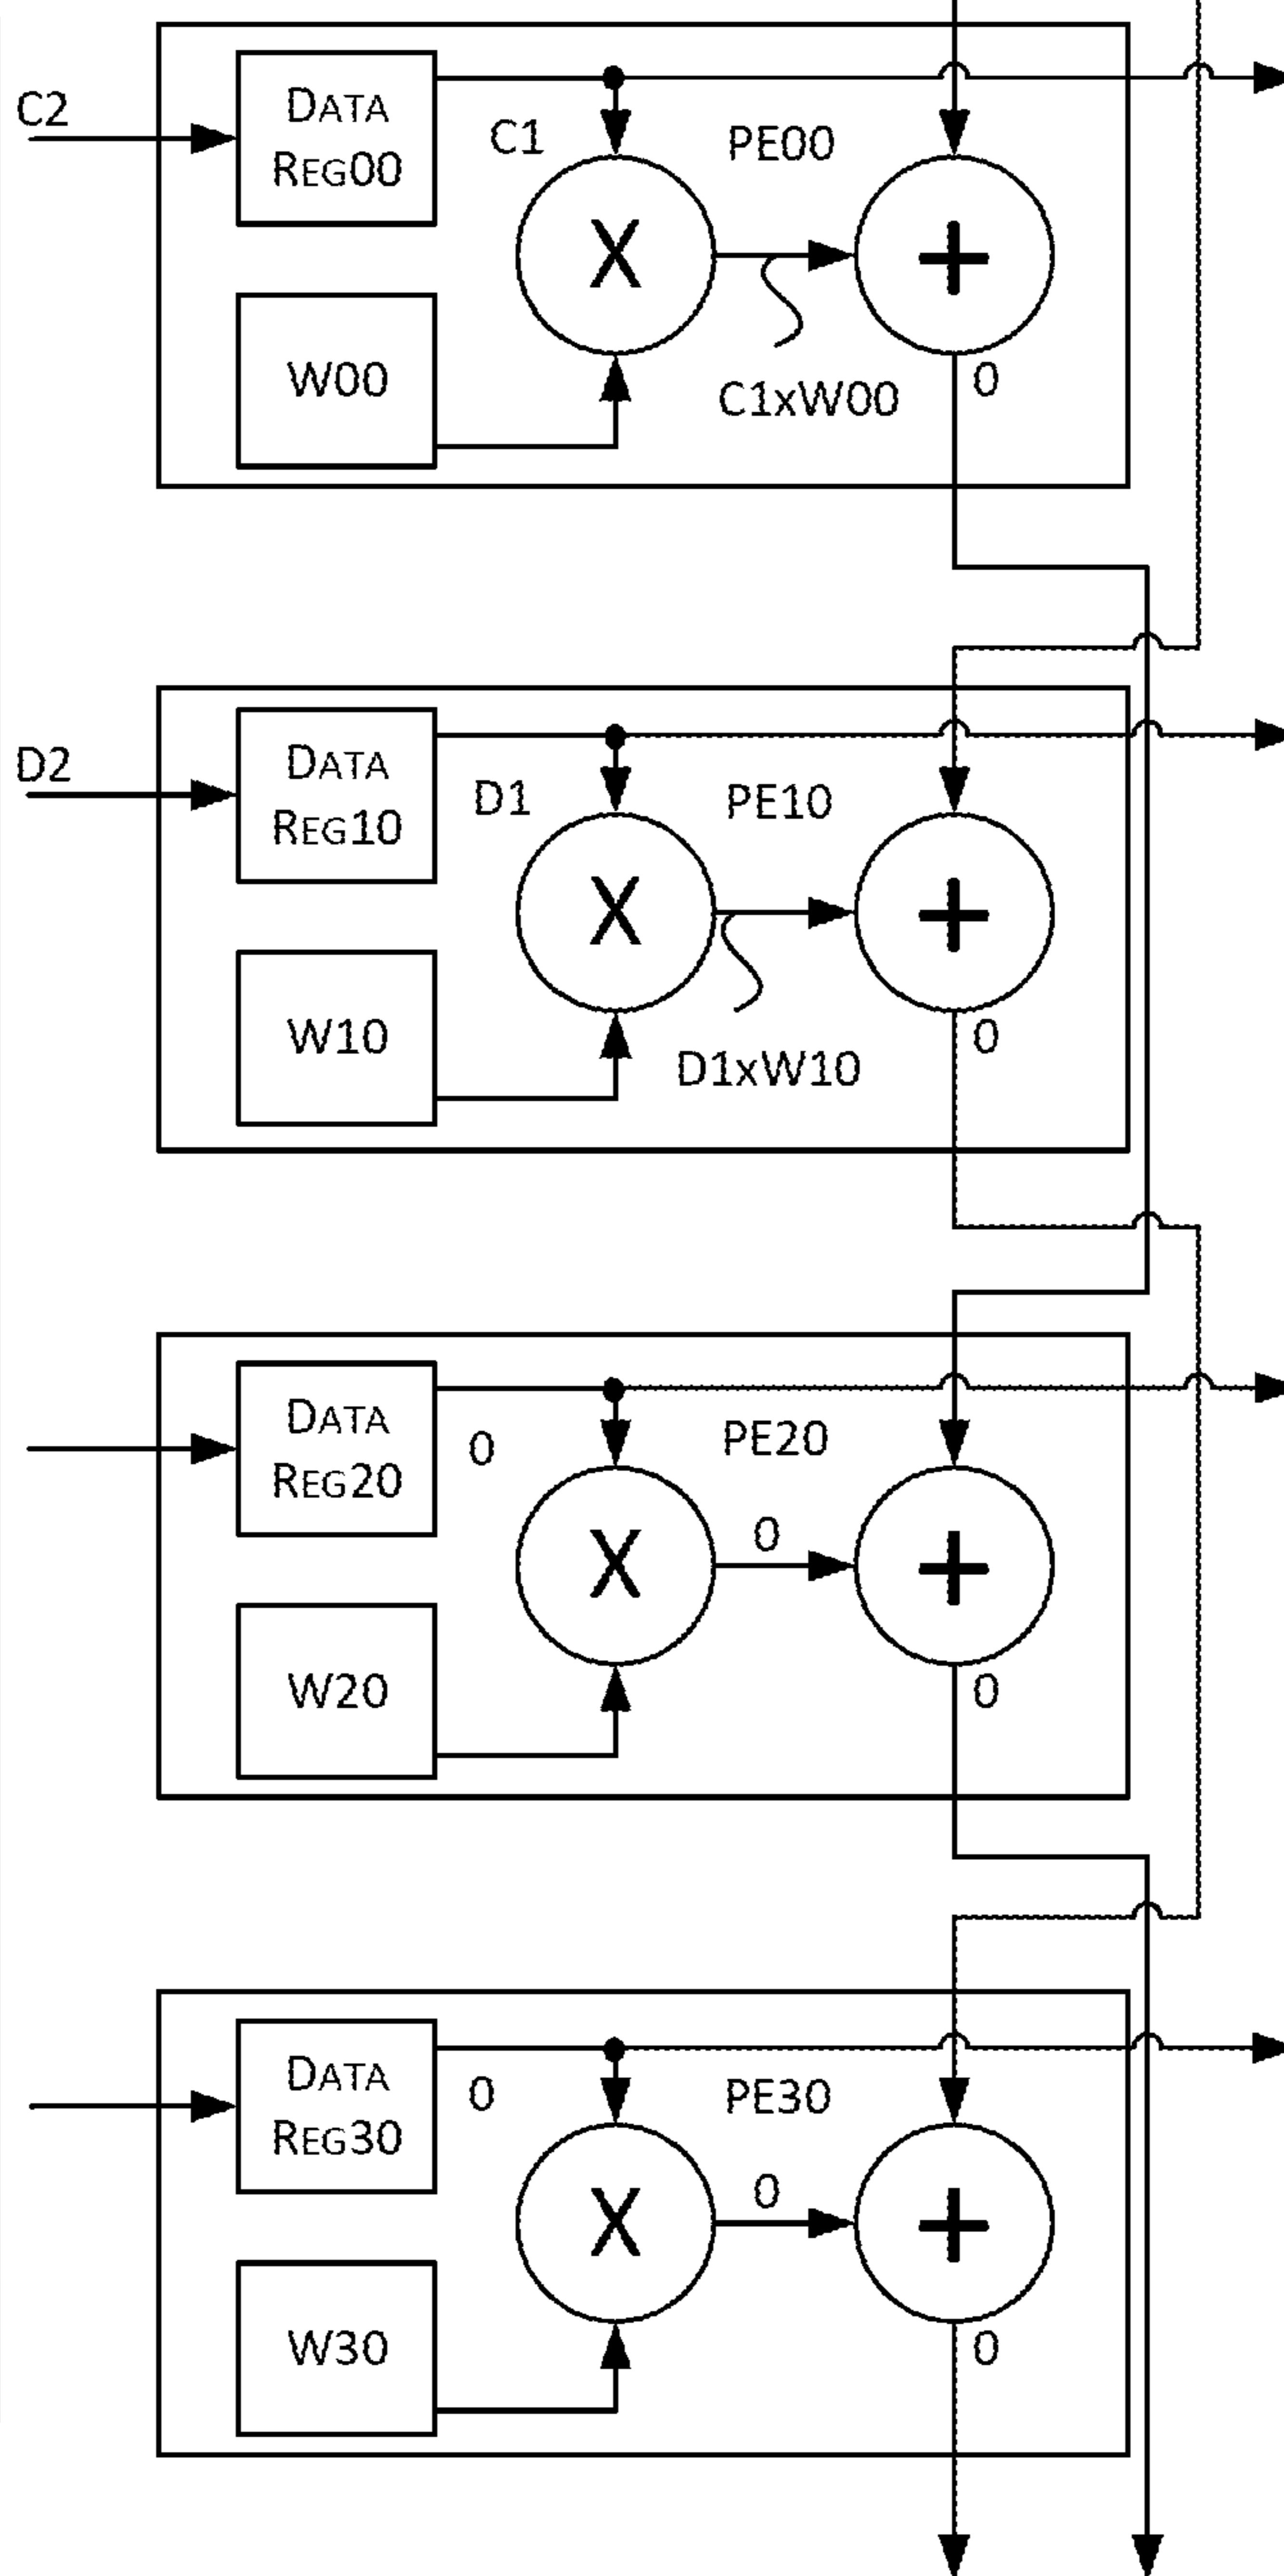 C2
DATA
REG00
C1
PE00
X
+
W00
C1xW00
0
D2
DATA
REG10
D1
PE10
X
+
W10
D1xW10
0
DATA
REG20
0
PE20
0
X
+
W20
0
DATA
REG30
0
PE30
0
X
+
W30
0